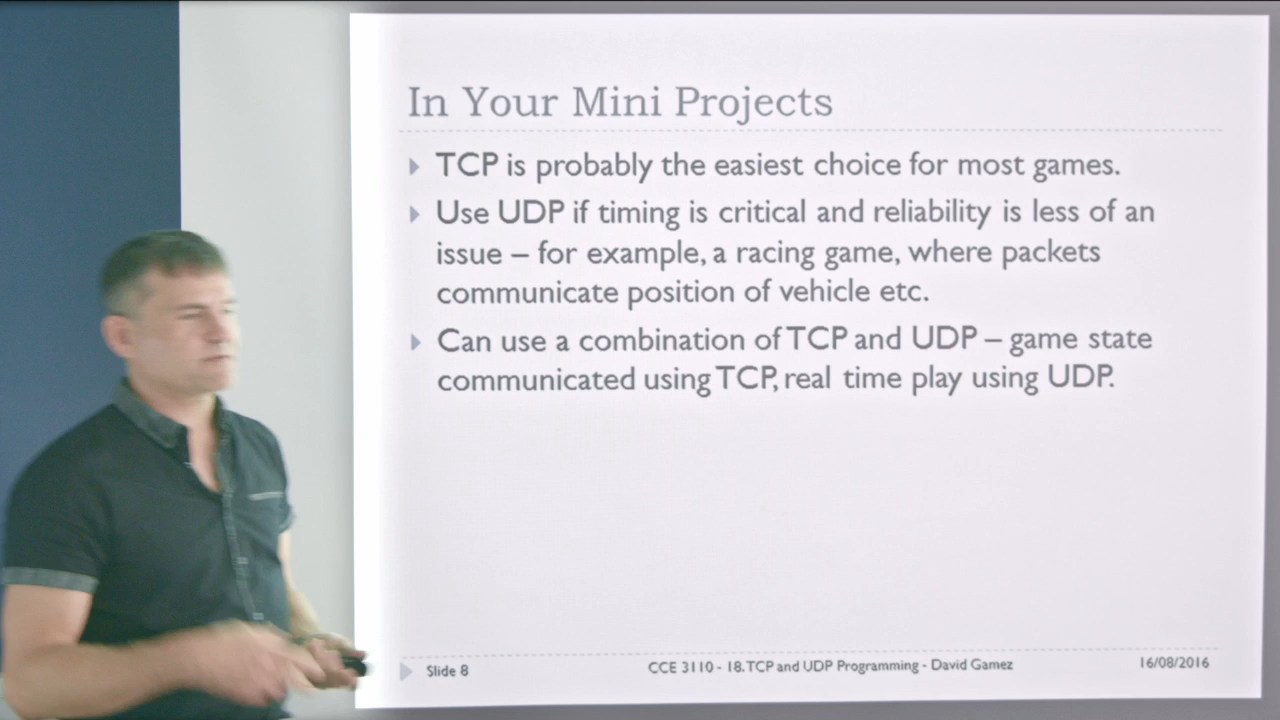 In Your Mini Projects
TCP is probably the easiest choice for most games.
Use UDP if timing is critical and reliability is less of an
issue – for example, a racing game, where packets
communicate position of vehicle etc.
Can use a combination of TCP and UDP – game state
communicated using TCP, real time play using UDP.
Slide 8
CCE 3110 - 18. TCP and UDP Programming - David Gamez
16/08/2016